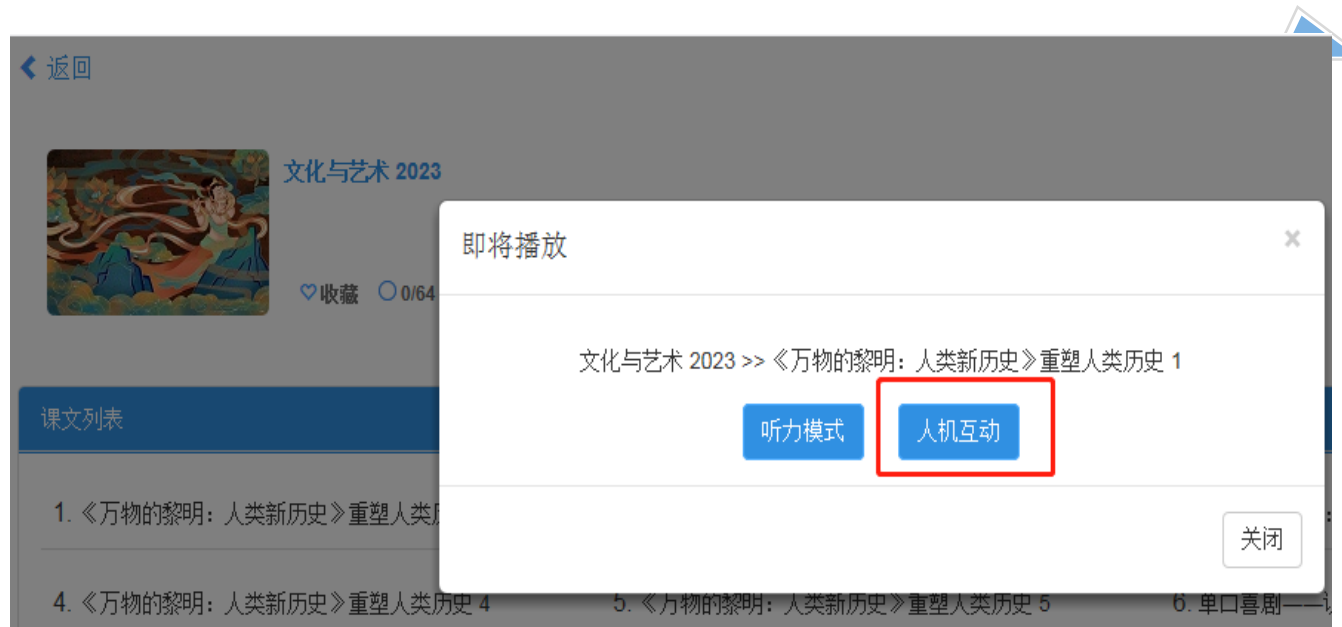 返回
文化与艺术 2023
收藏 0/64
即将播放
×
文化与艺术 2023 >>《万物的黎明：人类新历史》重塑人类历史 1
听力模式 人机互动
关闭
课文列表
1.《万物的黎明：人类新历史》重塑人类
4.《万物的黎明：人类新历史》重塑人类历史 4 5.《万物的黎明：人类新历史》重塑人类历史 5 6. 单口喜剧——